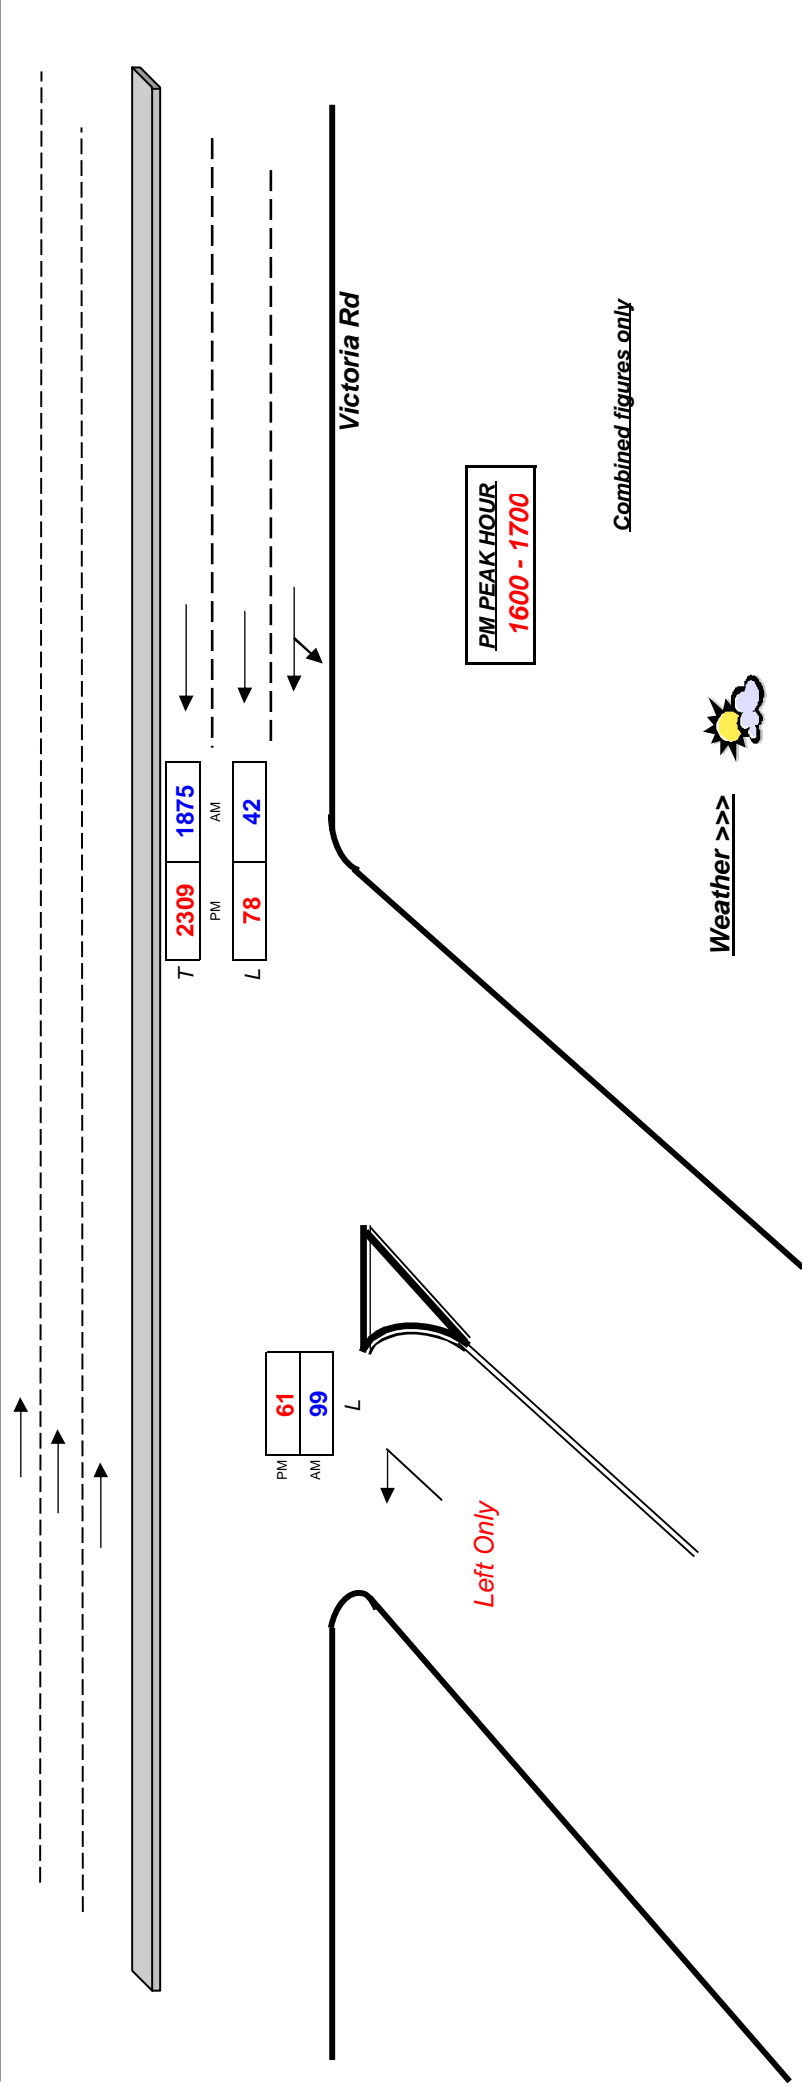 T 2309 1875
PM AM
L 78 42
PM 61
AM 99
L
Victoria Rd
Left Only
PM PEAK HOUR
1600 - 1700
Combined figures only
Weather >>>